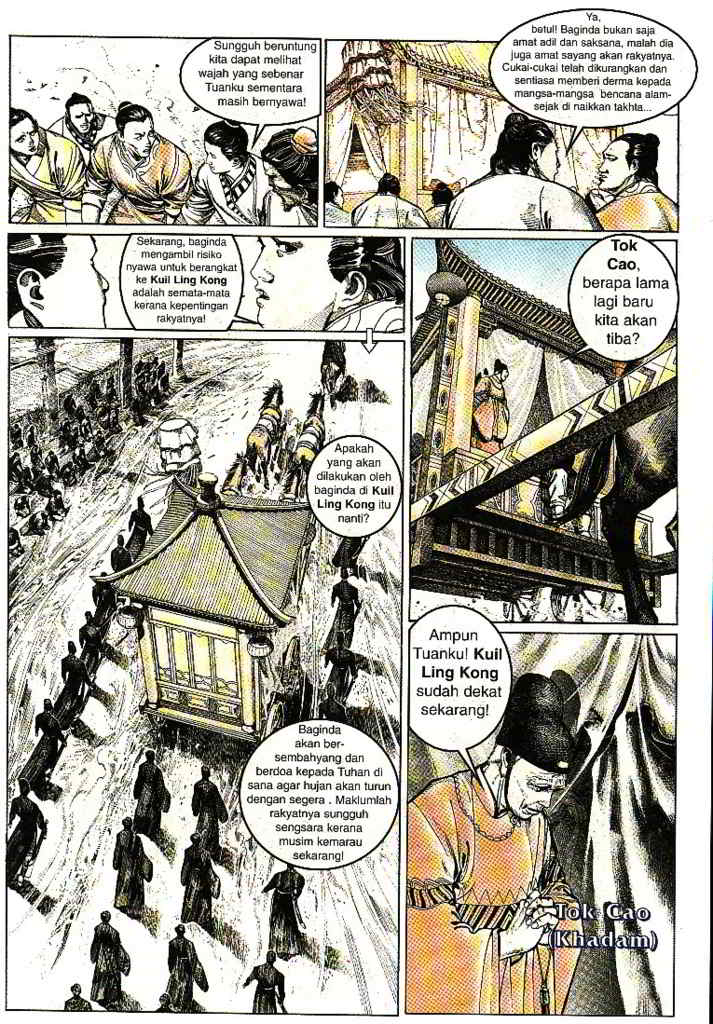 Sungguh beruntung
kita dapat melihat
wajah yang sebenar
Tuanku sementara
masih bernyawa!
Ya,
betul! Baginda bukan saja
amat adil dan saksana, malah dia
juga amat sayang akan rakyatnya.
Cukai-cukai telah dikurangkan dan
sentiasa memberi derma kepada
mangsa-mangsa bencana alam-
sejak di naikkan takhta...
Sekarang, baginda
mengambil risiko
nyawa untuk berangkat
ke Kuil Ling Kong
adalah semata-mata
kerana kepentingan
rakyatnya!
Tok
Cao,
berapa lama
lagi baru
kita akan
tiba?
Apakah
yang akan
dilakukan oleh
baginda di Kuil
Ling Kong itu
nanti?
Baginda
akan ber-
sembahyang dan
berdoa kepada Tuhan di
sana agar hujan akan turun
dengan segera . Maklumlah
rakyatnya sungguh
sengsara kerana
musim kemarau
sekarang!
Ampun
Tuanku! Kuil
Ling Kong
sudah dekat
sekarang!
Tok Cao
(Khadam)